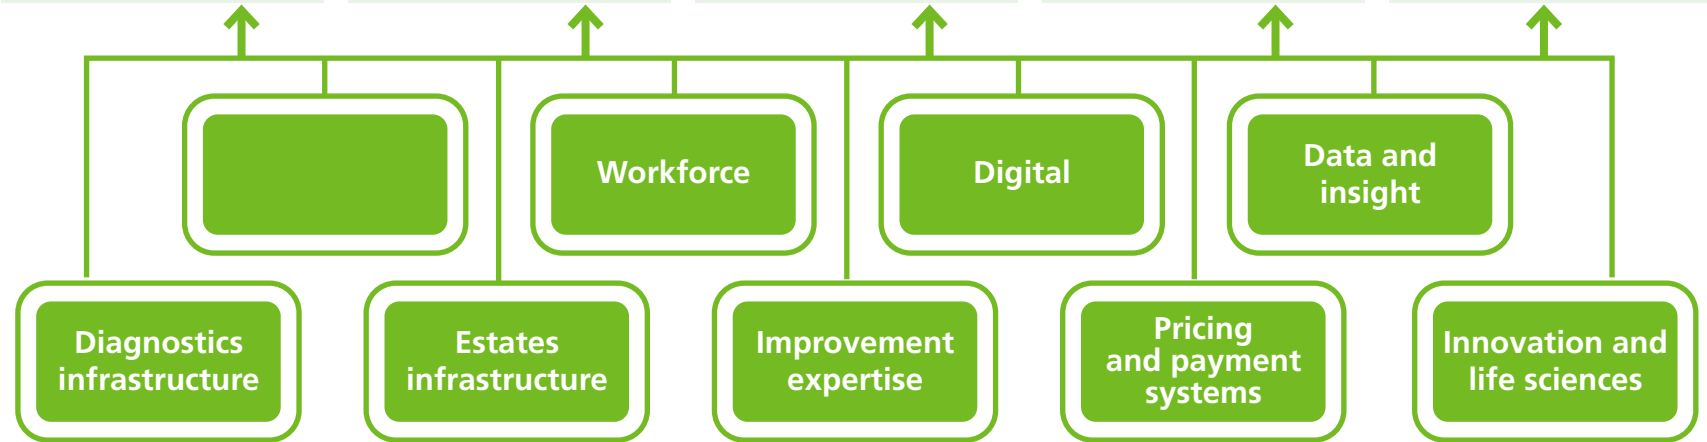 Workforce
Digital
Data and
insight
Diagnostics
infrastructure
Estates
infrastructure
Improvement
expertise
Pricing
and payment
systems
Innovation and
life sciences